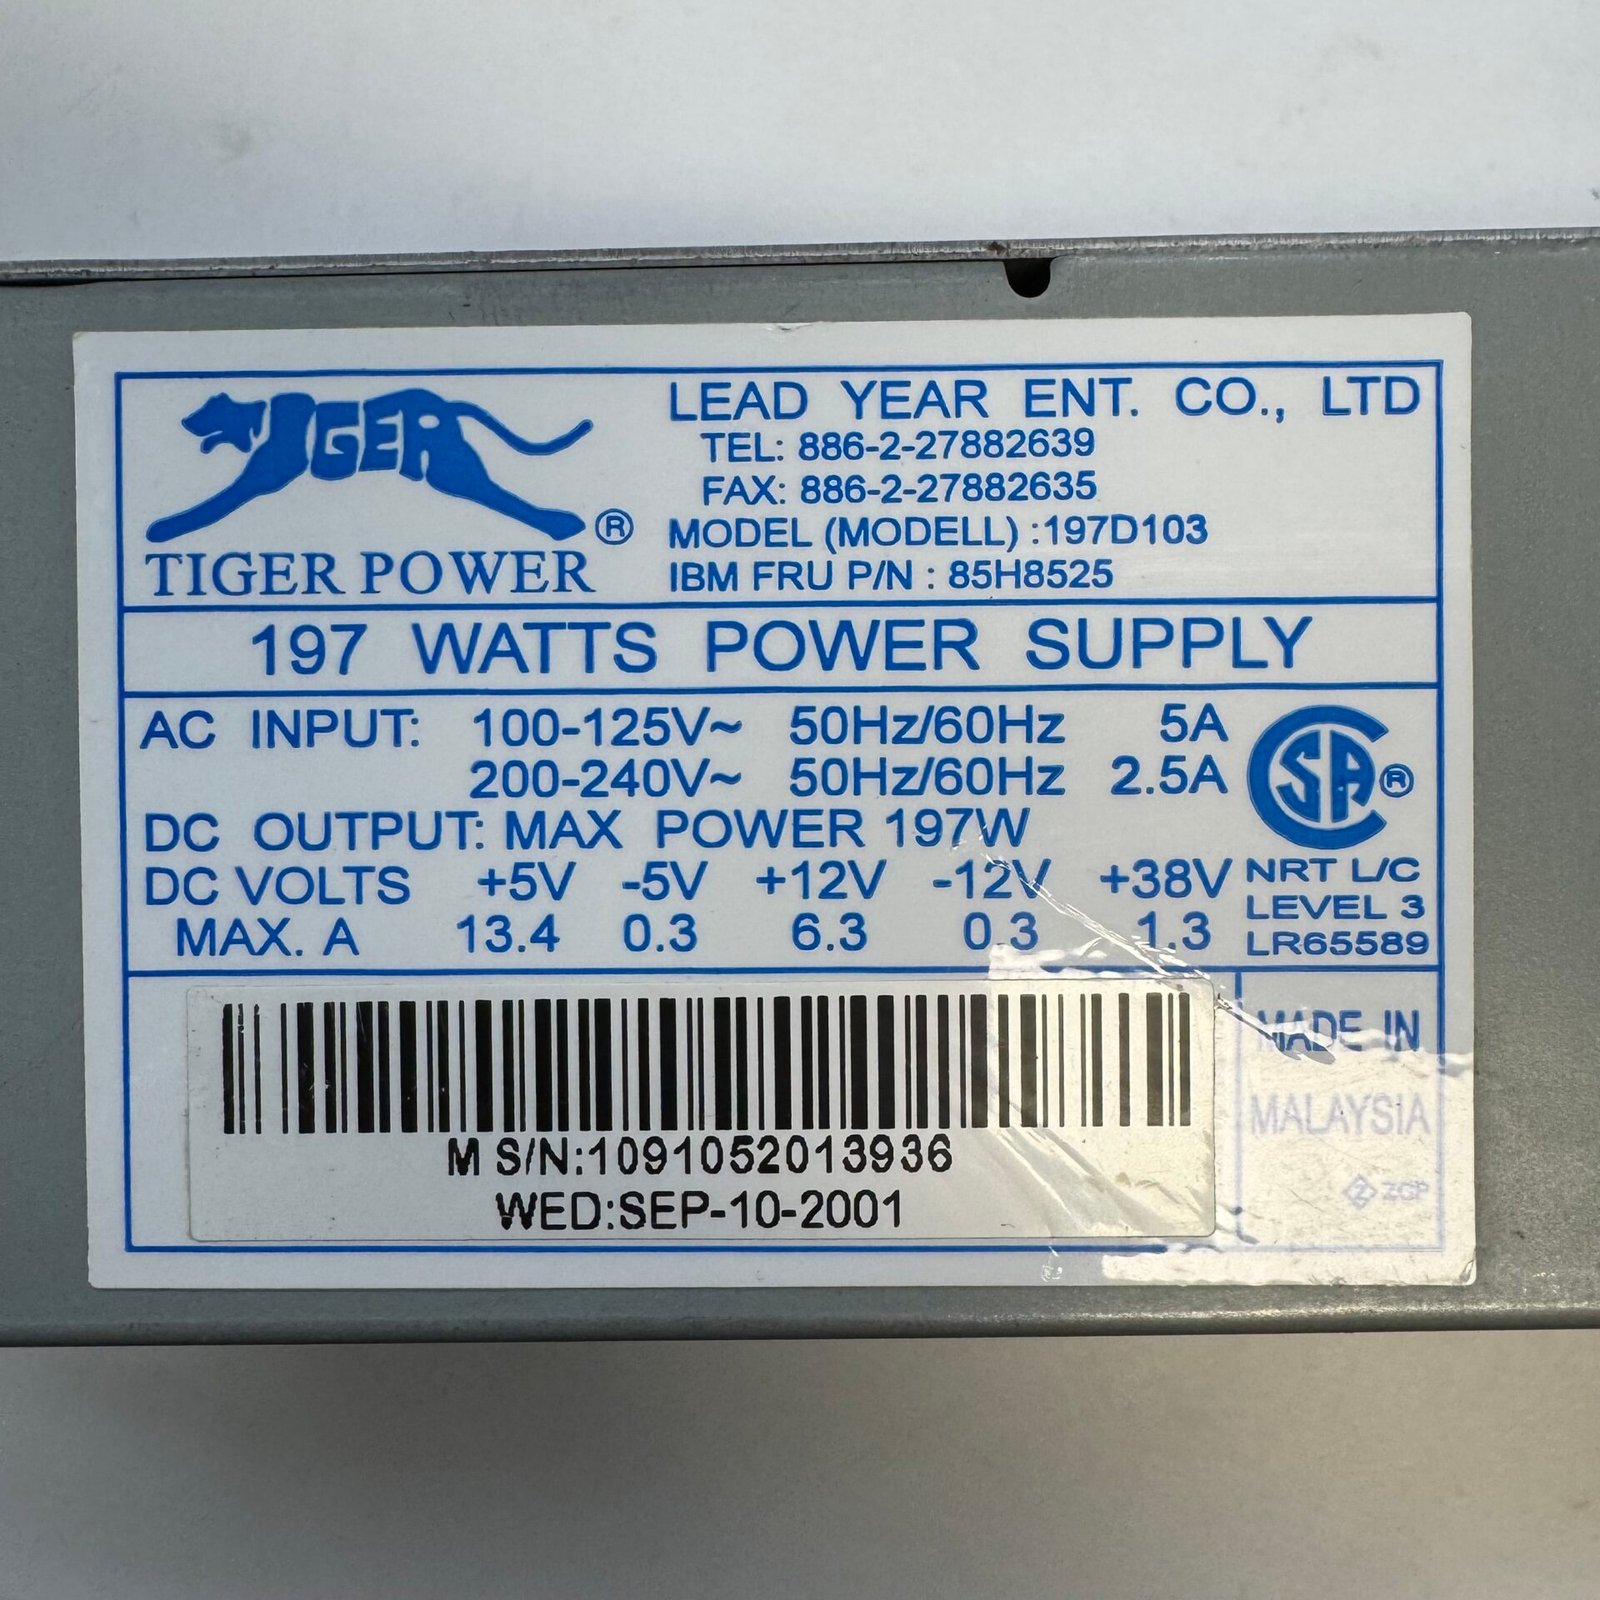 TIGER
®
TIGER POWER
LEAD YEAR ENT. CO., LTD
TEL: 886-2-27882639
FAX: 886-2-27882635
MODEL (MODELL) :197D103
IBM FRU P/N : 85H8525
197 WATTS POWER SUPPLY
AC INPUT: 100-125V~ 50Hz/60Hz 5A
200-240V~ 50Hz/60Hz 2.5A
DC OUTPUT: MAX POWER 197W
DC VOLTS +5V -5V +12V -12V +38V
MAX. A 13.4 0.3 6.3 0.3 1.3
SA ®
NRT L/C
LEVEL 3
LR65589
M S/N:1091052013936
WED:SEP-10-2001
MADE IN
MALAYSIA
Z ZGP